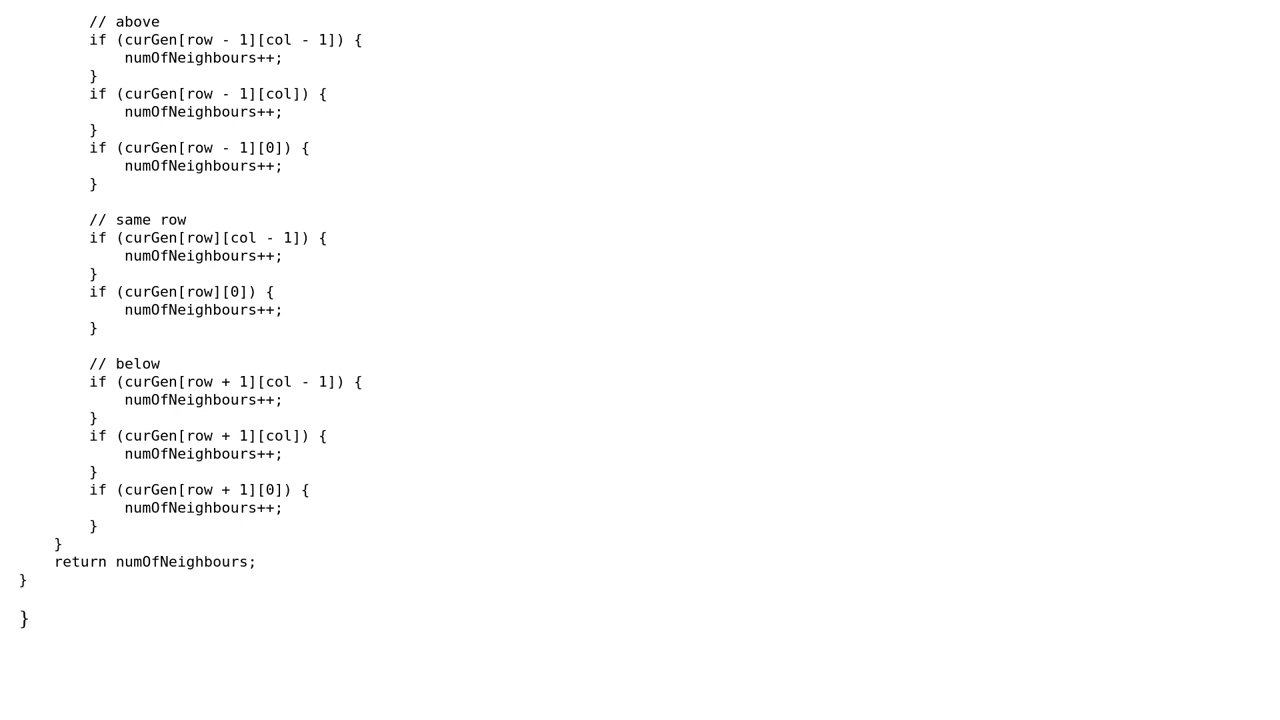 // above
        if (curGen[row - 1][col - 1]) {
            numOfNeighbours++;
        }
        if (curGen[row - 1][col]) {
            numOfNeighbours++;
        }
        if (curGen[row - 1][0]) {
            numOfNeighbours++;
        }

        // same row
        if (curGen[row][col - 1]) {
            numOfNeighbours++;
        }
        if (curGen[row][0]) {
            numOfNeighbours++;
        }

        // below
        if (curGen[row + 1][col - 1]) {
            numOfNeighbours++;
        }
        if (curGen[row + 1][col]) {
            numOfNeighbours++;
        }
        if (curGen[row + 1][0]) {
            numOfNeighbours++;
        }
    }
    return numOfNeighbours;
}

}